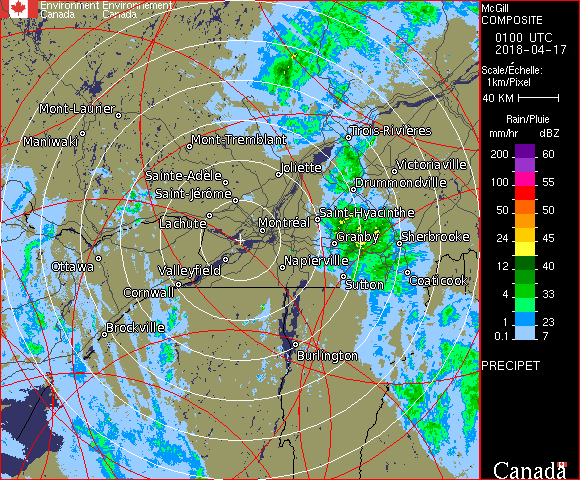 Environment Environnement
Canada Canada
McGill
COMPOSITE
0100 UTC
2018-04-17
Scale/Échelle:
1km/Pixel
40 KM
Rain/Pluie
mm/hr dBZ
200 60
150 57
100 55
50 50
24 45
12 40
4 33
1 23
0.1 7
PRECIPET
Mont-Laurier
Maniwaki
Mont-Tremblant
Trois-Rivières
Joliette
Victoriaville
Sainte-Adèle
Drummondville
Saint-Jérôme
Saint-Hyacinthe
Lachute
Montréal
Granby
Sherbrooke
Ottawa
Valleyfield
Napierville
Cornwall
Sutton
Coaticook
Brockville
Burlington
Canada